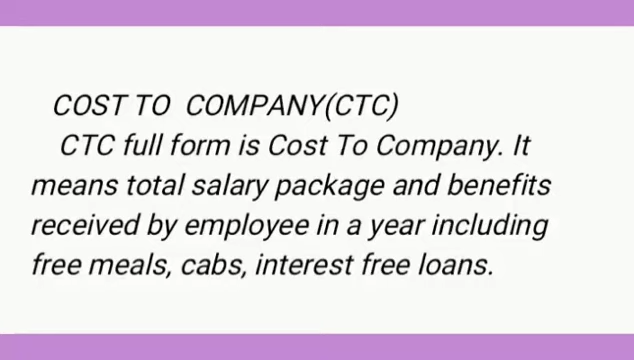 COST TO COMPANY(CTC)
CTC full form is Cost To Company. It
means total salary package and benefits
received by employee in a year including
free meals, cabs, interest free loans.